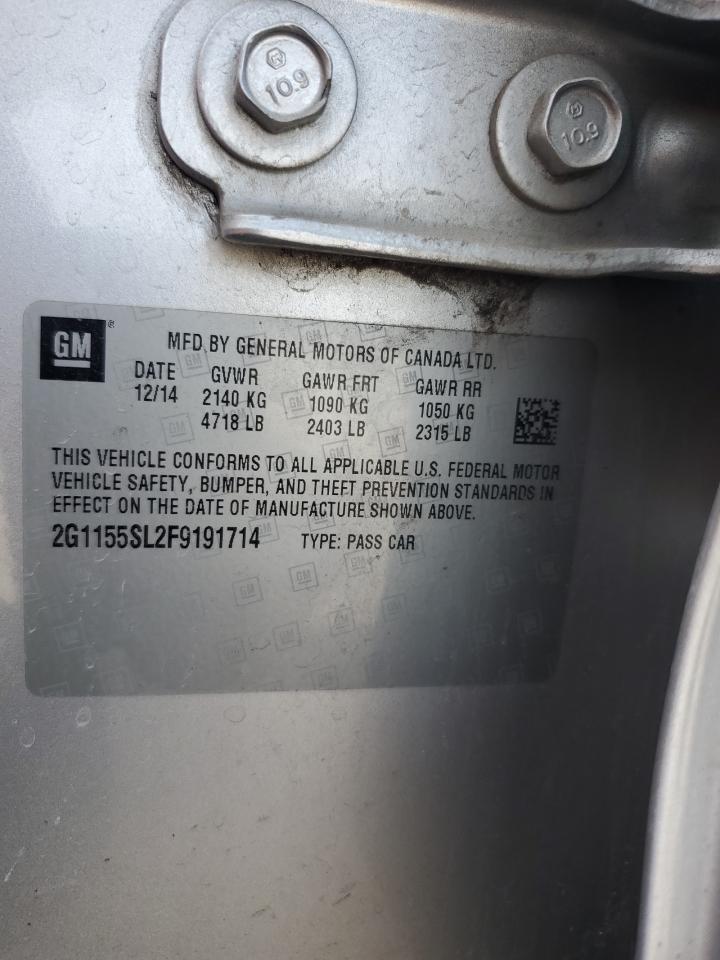 10.9
10.9
GM ®
MFD BY GENERAL MOTORS OF CANADA LTD.
DATE GVWR GAWR FRT GAWR RR
12/14 2140 KG 1090 KG 1050 KG
4718 LB 2403 LB 2315 LB
THIS VEHICLE CONFORMS TO ALL APPLICABLE U.S. FEDERAL MOTOR
VEHICLE SAFETY, BUMPER, AND THEFT PREVENTION STANDARDS IN
EFFECT ON THE DATE OF MANUFACTURE SHOWN ABOVE.
2G1155SL2F9191714 TYPE: PASS CAR